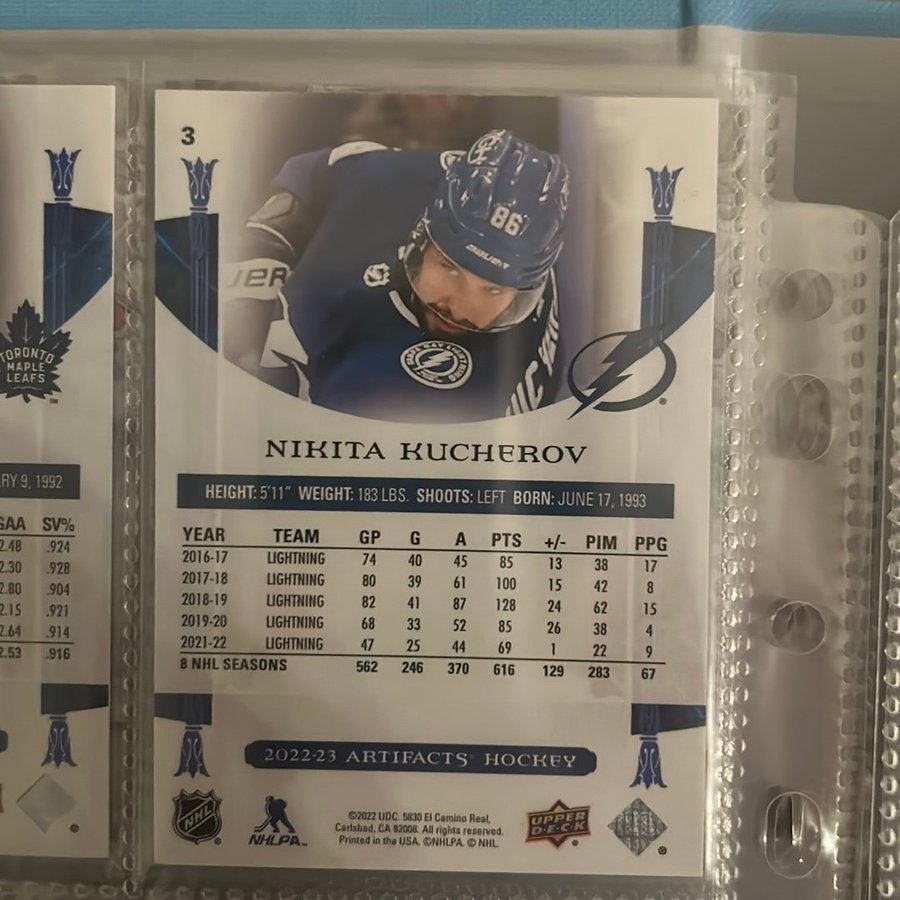 TORONTO
MAPLE
LEAFS
RY 9, 1992
GAA SV%
2.48 .924
2.30 .928
2.80 .904
2.15 .921
2.64 .914
2.53 .916
3
86
BAUER
TAMPA BAY LIGHTNING
NIKITA KUCHEROV
HEIGHT: 5'11" WEIGHT: 183 LBS. SHOOTS: LEFT BORN: JUNE 17, 1993
YEAR TEAM GP G A PTS +/- PIM PPG
2016-17 LIGHTNING 74 40 45 85 13 38 17
2017-18 LIGHTNING 80 39 61 100 15 42 8
2018-19 LIGHTNING 82 41 87 128 24 62 15
2019-20 LIGHTNING 68 33 52 85 26 38 4
2021-22 LIGHTNING 47 25 44 69 1 22 9
8 NHL SEASONS 562 246 370 616 129 283 67
2022-23 ARTIFACTS® HOCKEY
NHL
NHLPA™
©2022 UDC. 5830 El Camino Real,
Carlsbad, CA 92008. All rights reserved.
Printed in the USA. ©NHLPA. © NHL.
UPPER
D·E·C·K